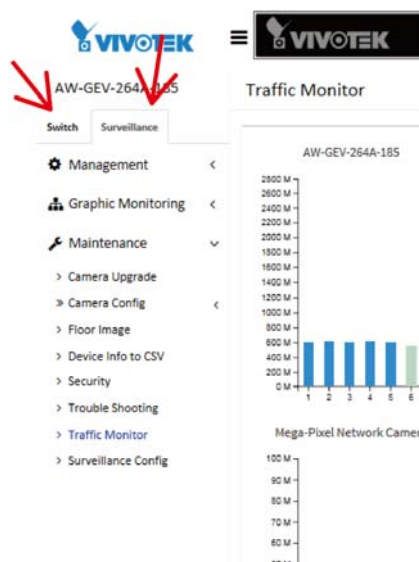 VIVOTEK
VIVOTEK
AW-GEV-264A-185
Traffic Monitor
Switch
Surveillance
Management
Graphic Monitoring
Maintenance
> Camera Upgrade
» Camera Config
> Floor Image
> Device Info to CSV
> Security
> Trouble Shooting
> Traffic Monitor
> Surveillance Config
AW-GEV-264A-185
2800 M
2600 M
2400 M
2200 M
2000 M
1800 M
1600 M
1400 M
1200 M
1000 M
800 M
600 M
400 M
200 M
0 M
1 2 3 4 5 6
Mega-Pixel Network Camer
100 M
90 M
80 M
70 M
60 M